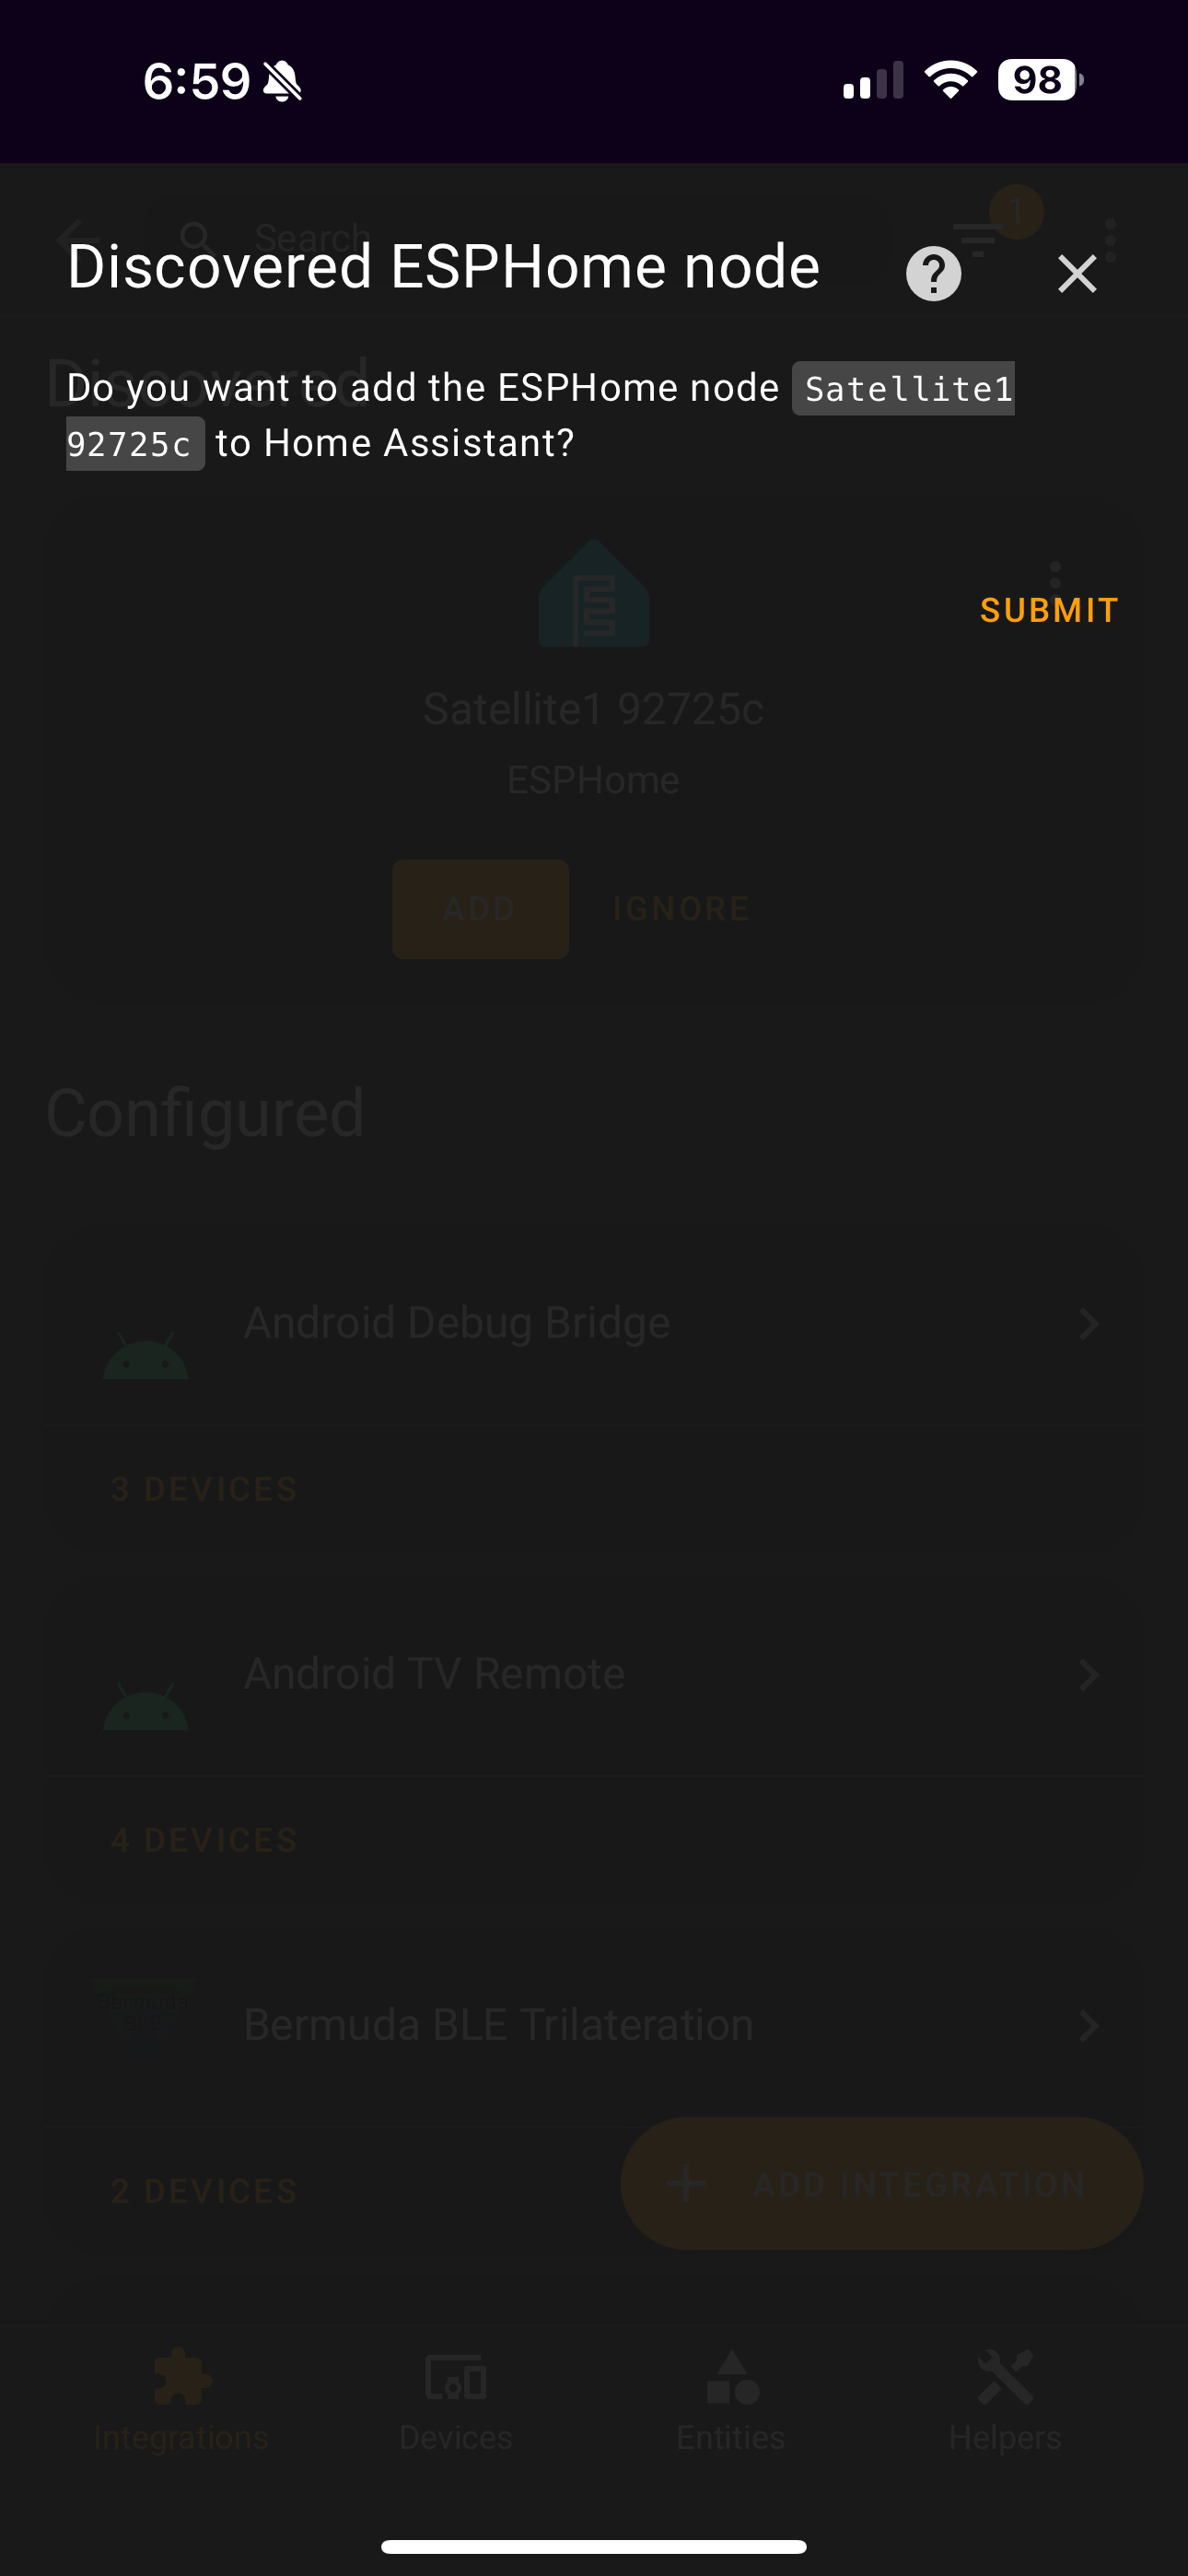 6:59
98
Search
1
Discovered ESPHome node
Discovered
Do you want to add the ESPHome node Satellite1
92725c to Home Assistant?
SUBMIT
Satellite1 92725c
ESPHome
ADD IGNORE
Configured
Android Debug Bridge
3 DEVICES
Android TV Remote
4 DEVICES
Bermuda
BLE
Bermuda BLE Trilateration
2 DEVICES
ADD INTEGRATION
Integrations Devices Entities Helpers